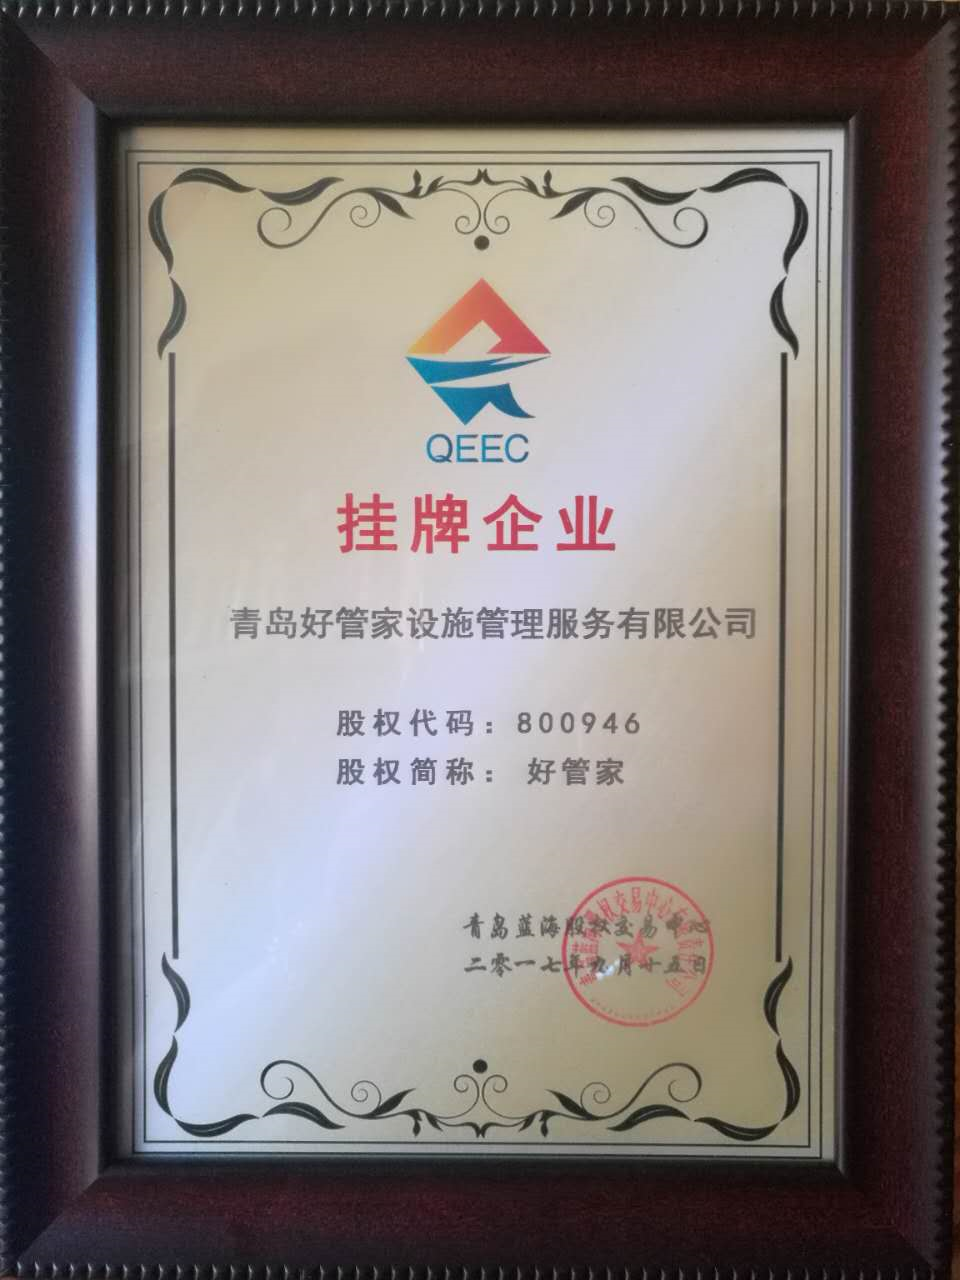 QEEC
挂牌企业
青岛好管家设施管理服务有限公司
股权代码：800946
股权简称： 好管家
青岛蓝海股权交易中心
二零一七年九月廿五日